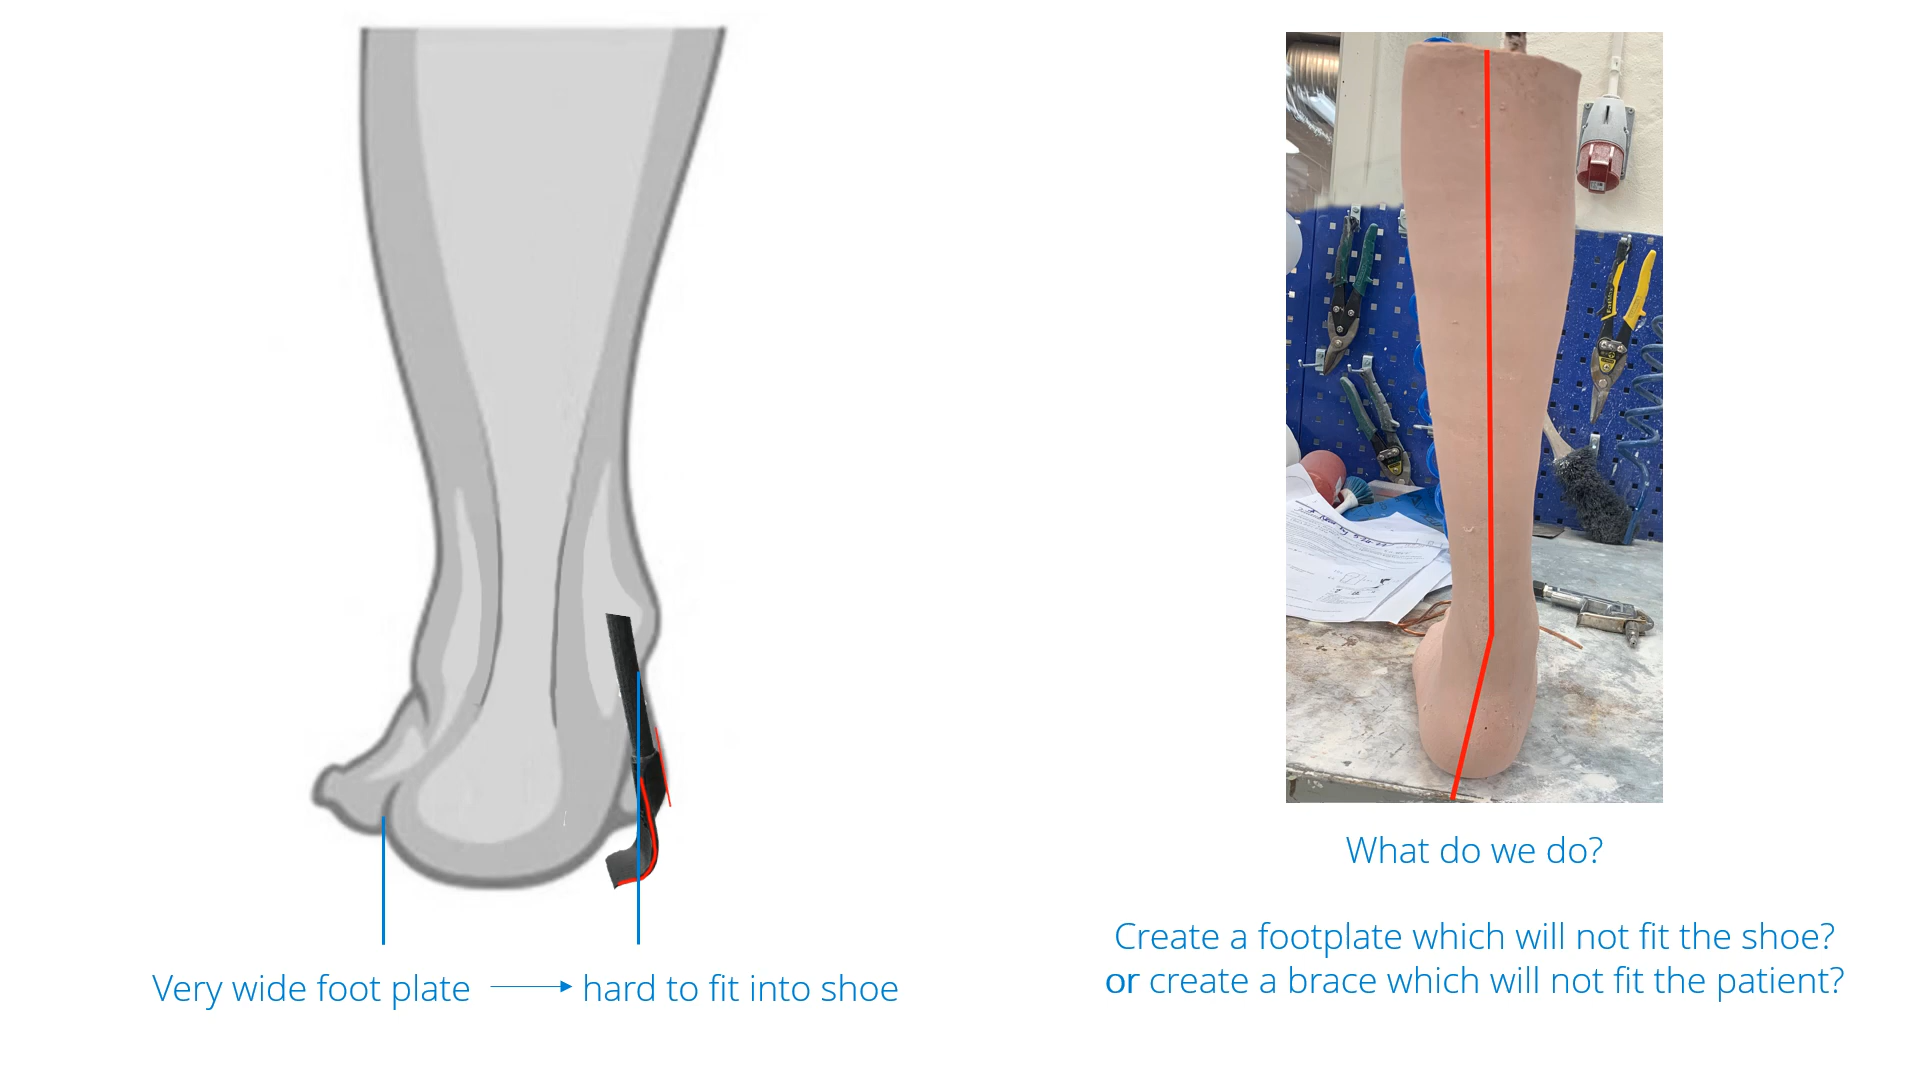 Very wide foot plate
hard to fit into shoe
What do we do?
Create a footplate which will not fit the shoe?
or create a brace which will not fit the patient?